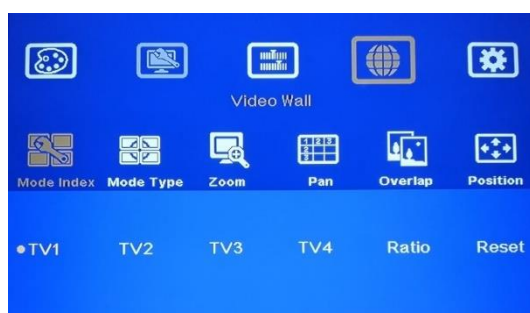 Video Wall
Mode Index Mode Type Zoom Pan Overlap Position
TV1 TV2 TV3 TV4 Ratio Reset